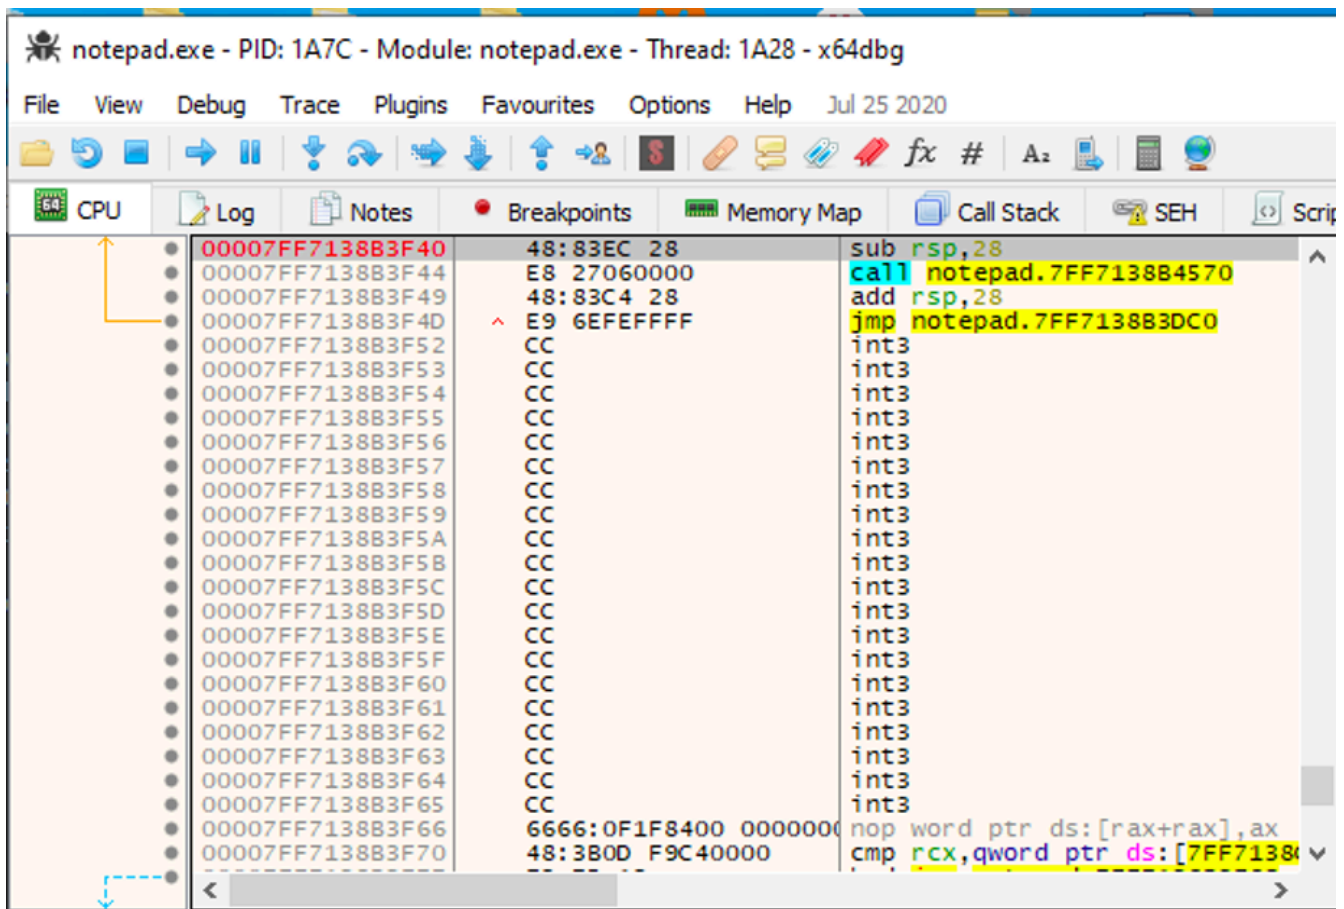 notepad.exe - PID: 1A7C - Module: notepad.exe - Thread: 1A28 - x64dbg
File View Debug Trace Plugins Favourites Options Help Jul 25 2020
S fx # A2
64 CPU Log Notes Breakpoints Memory Map Call Stack SEH Scrip
00007FF7138B3F40 48:83EC 28 sub rsp,28
00007FF7138B3F44 E8 27060000 call notepad.7FF7138B4570
00007FF7138B3F49 48:83C4 28 add rsp,28
00007FF7138B3F4D ^ E9 6EFEFFFF jmp notepad.7FF7138B3DC0
00007FF7138B3F52 CC int3
00007FF7138B3F53 CC int3
00007FF7138B3F54 CC int3
00007FF7138B3F55 CC int3
00007FF7138B3F56 CC int3
00007FF7138B3F57 CC int3
00007FF7138B3F58 CC int3
00007FF7138B3F59 CC int3
00007FF7138B3F5A CC int3
00007FF7138B3F5B CC int3
00007FF7138B3F5C CC int3
00007FF7138B3F5D CC int3
00007FF7138B3F5E CC int3
00007FF7138B3F5F CC int3
00007FF7138B3F60 CC int3
00007FF7138B3F61 CC int3
00007FF7138B3F62 CC int3
00007FF7138B3F63 CC int3
00007FF7138B3F64 CC int3
00007FF7138B3F65 CC int3
00007FF7138B3F66 6666:0F1F8400 0000000 nop word ptr ds:[rax+rax],ax
00007FF7138B3F70 48:3B0D F9C40000 cmp rcx,qword ptr ds:[7FF7138